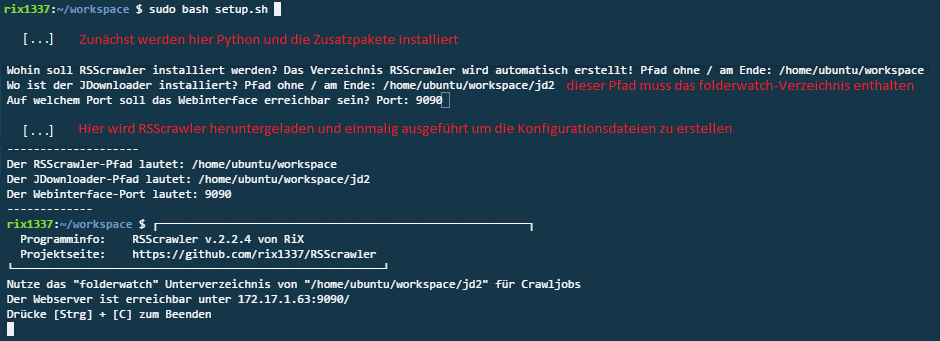 rix1337:~/workspace $ sudo bash setup.sh
[...] Zunächst werden hier Python und die Zusatzpakete installiert
Wohin soll RSScrawler installiert werden? Das Verzeichnis RSScrawler wird automatisch erstellt! Pfad ohne / am Ende: /home/ubuntu/workspace
Wo ist der JDownloader installiert? Pfad ohne / am Ende: /home/ubuntu/workspace/jd2 dieser Pfad muss das folderwatch-Verzeichnis enthalten
Auf welchem Port soll das Webinterface erreichbar sein? Port: 9090
[...] Hier wird RSScrawler heruntergeladen und einmalig ausgeführt um die Konfigurationsdateien zu erstellen
--------------------
Der RSScrawler-Pfad lautet: /home/ubuntu/workspace
Der JDownloader-Pfad lautet: /home/ubuntu/workspace/jd2
Der Webinterface-Port lautet: 9090
-------------
rix1337:~/workspace $
Programminfo: RSScrawler v.2.2.4 von RiX
Projektseite: https://github.com/rix1337/RSScrawler
Nutze das "folderwatch" Unterverzeichnis von "/home/ubuntu/workspace/jd2" für Crawljobs
Der Webserver ist erreichbar unter 172.17.1.63:9090/
Drücke [Strg] + [C] zum Beenden